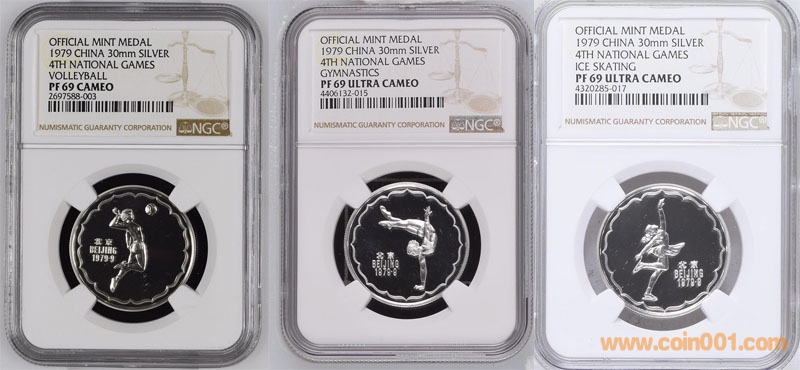 OFFICIAL MINT MEDAL
1979 CHINA 30mm SILVER
4TH NATIONAL GAMES
VOLLEYBALL
PF 69 CAMEO
2697588-003
NUMISMATIC GUARANTY CORPORATION NGC®
北京
BEIJING
1979·9
OFFICIAL MINT MEDAL
1979 CHINA 30mm SILVER
4TH NATIONAL GAMES
GYMNASTICS
PF 69 ULTRA CAMEO
4406132-015
NUMISMATIC GUARANTY CORPORATION NGC®
北京
BEIJING
1979·9
OFFICIAL MINT MEDAL
1979 CHINA 30mm SILVER
4TH NATIONAL GAMES
ICE SKATING
PF 69 ULTRA CAMEO
4320285-017
NUMISMATIC GUARANTY CORPORATION NGC®
北京
BEIJING
1979·9
www.coin001.com